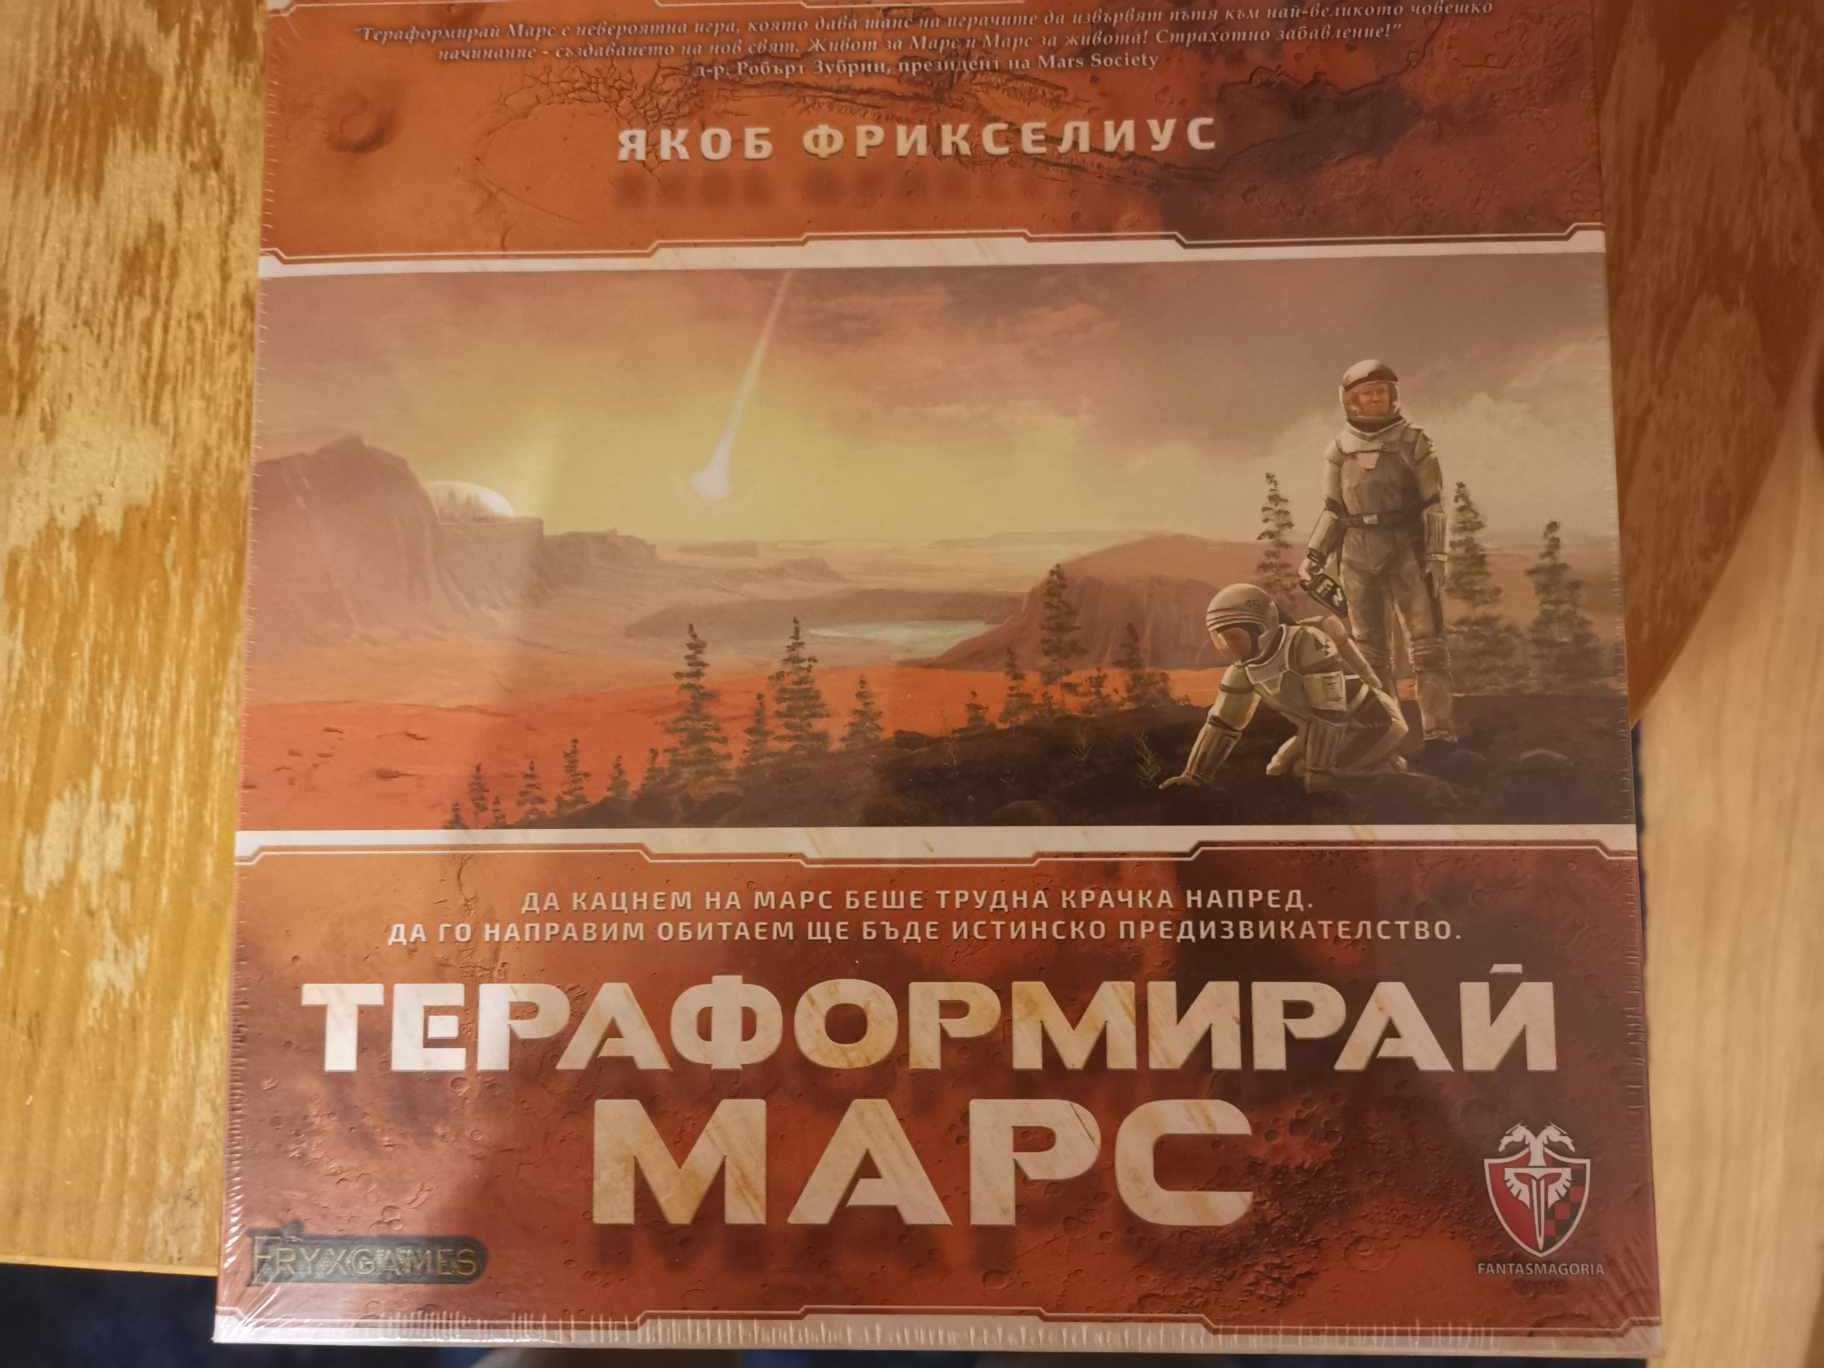 "Тераформирай Марс е невероятна игра, която дава шанс на играчите да извървят пътя към най-великото човешко
начинание - създаването на нов свят. Живот за Марс и Марс за живота! Страхотно забавление!"
д-р. Робърт Зубрин, президент на Mars Society
ЯКОБ ФРИКСЕЛИУС
ДА КАЦНЕМ НА МАРС БЕШЕ ТРУДНА КРАЧКА НАПРЕД.
ДА ГО НАПРАВИМ ОБИТАЕМ ЩЕ БЪДЕ ИСТИНСКО ПРЕДИЗВИКАТЕЛСТВО.
ТЕРАФОРМИРАЙ
МАРС
FRYXGAMES
FANTASMAGORIA